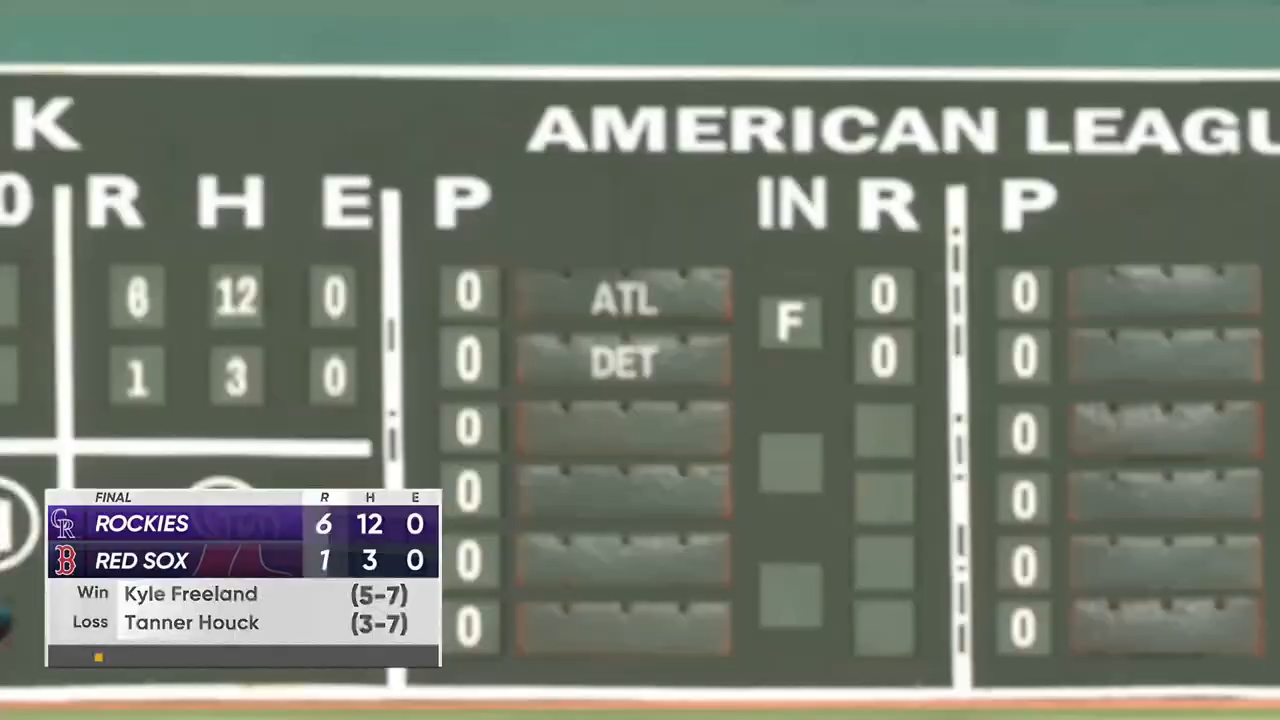 K AMERICAN LEAGU
0 R H E P IN R P
6 12 0 0 ATL F 0 0
1 3 0 0 DET 0 0
0 0
0 0
0 0
0 0
FINAL R H E
CR ROCKIES 6 12 0
B RED SOX 1 3 0
Win Kyle Freeland (5-7)
Loss Tanner Houck (3-7)